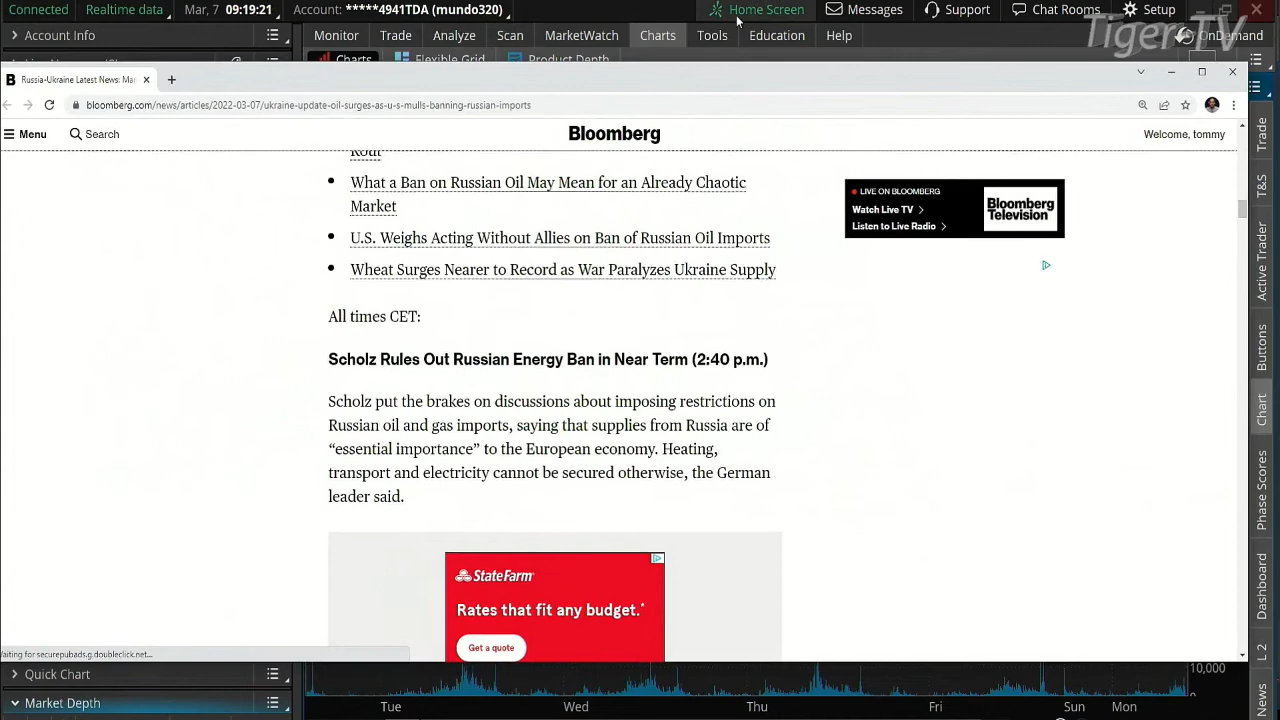 Connected Realtime data Mar, 7 09:19:21 Account: *****4941TDA (mundo320) Home Screen Messages Support Chat Rooms Setup
TigerTV
Account Info Monitor Trade Analyze Scan MarketWatch Charts Tools Education Help OnDemand
Charts Flexible Grid Product Depth
Russia-Ukraine Latest News: Ma
bloomberg.com/news/articles/2022-03-07/ukraine-update-oil-surges-as-u-s-mulls-banning-russian-imports
Menu Search Bloomberg Welcome, tommy
Rout
What a Ban on Russian Oil May Mean for an Already Chaotic
Market
U.S. Weighs Acting Without Allies on Ban of Russian Oil Imports
Wheat Surges Nearer to Record as War Paralyzes Ukraine Supply
LIVE ON BLOOMBERG
Watch Live TV
Listen to Live Radio
Bloomberg
Television
All times CET:
Scholz Rules Out Russian Energy Ban in Near Term (2:40 p.m.)
Scholz put the brakes on discussions about imposing restrictions on
Russian oil and gas imports, saying that supplies from Russia are of
“essential importance” to the European economy. Heating,
transport and electricity cannot be secured otherwise, the German
leader said.
StateFarm
Rates that fit any budget.*
Get a quote
Waiting for securepubads.g.doubleclick.net...
Quick Chart
Market Depth
10,000
Tue Wed Thu Fri Sun Mon
Trade
T&S
Active Trader
Buttons
Chart
Phase Scores
Dashboard
L 2
News